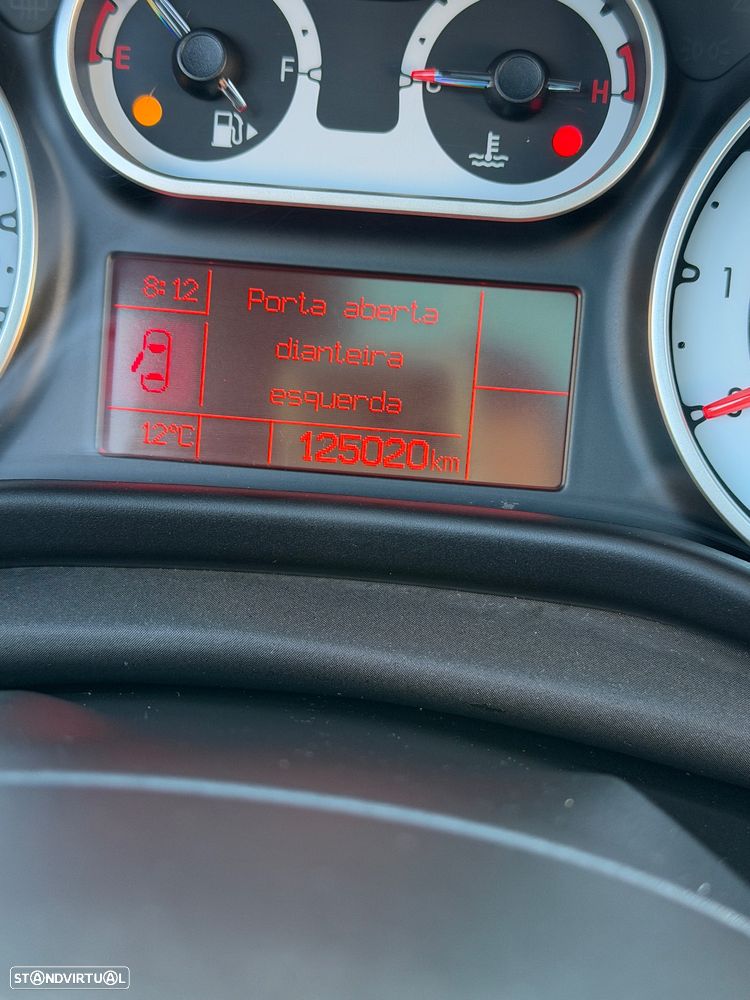 E
F
C
H
1
8:12
Porta aberta
dianteira
esquerda
12°C
125020km
STANDVIRTUAL